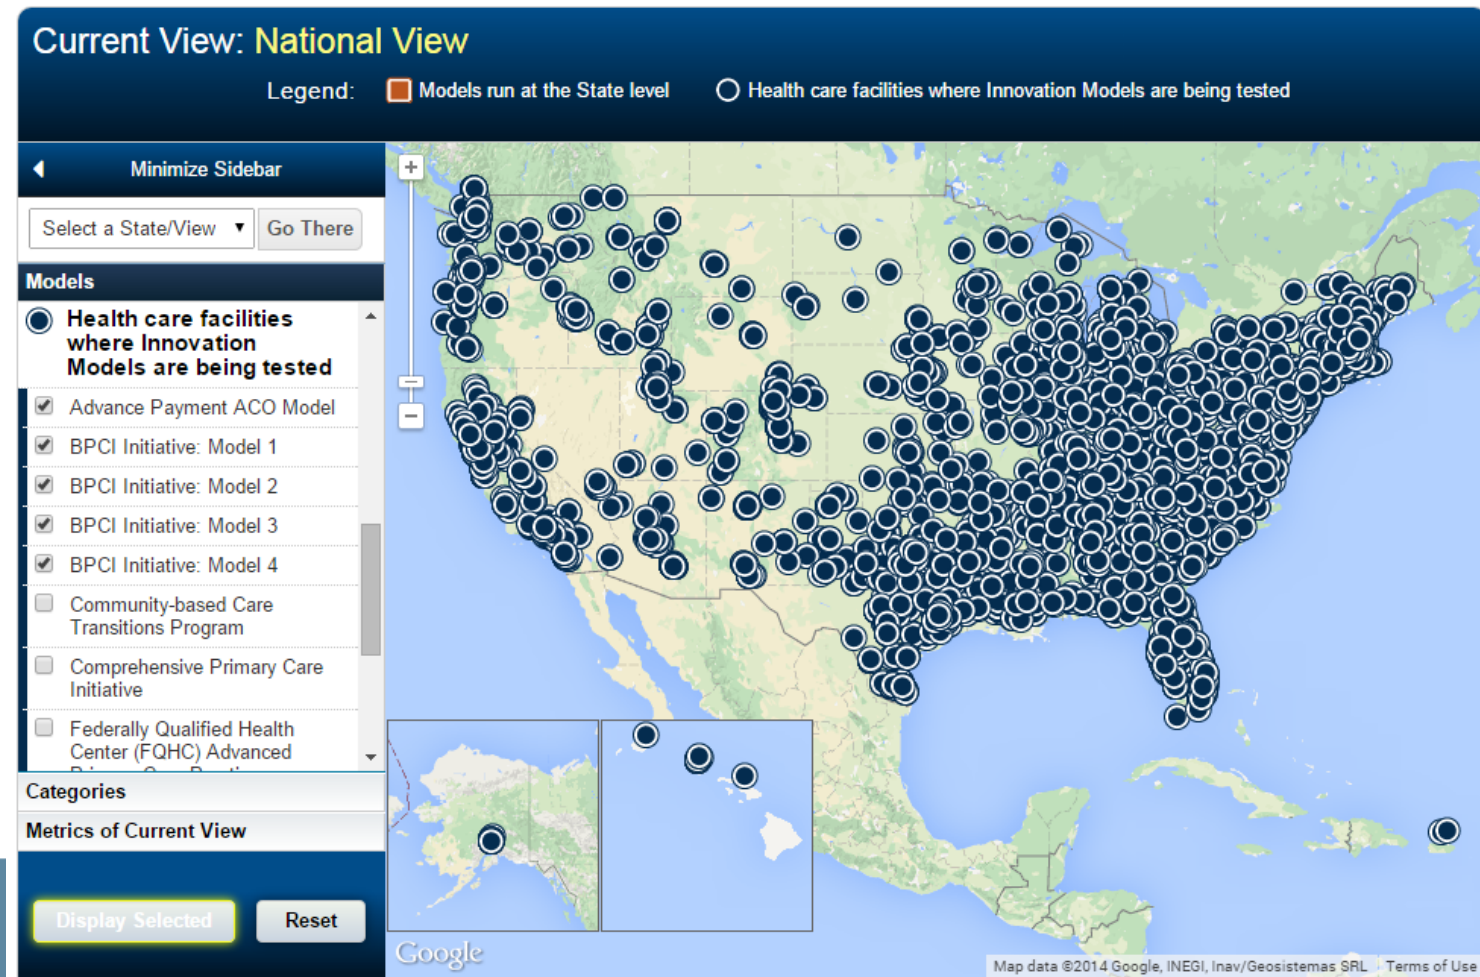 Current View: National View
Legend: Models run at the State level Health care facilities where Innovation Models are being tested
Minimize Sidebar
Select a State/View Go There
Models
Health care facilities
where Innovation
Models are being tested
Advance Payment ACO Model
BPCI Initiative: Model 1
BPCI Initiative: Model 2
BPCI Initiative: Model 3
BPCI Initiative: Model 4
Community-based Care
Transitions Program
Comprehensive Primary Care
Initiative
Federally Qualified Health
Center (FQHC) Advanced
Categories
Metrics of Current View
Display Selected Reset
Google
Map data ©2014 Google, INEGI, Inav/Geosistemas SRL Terms of Use